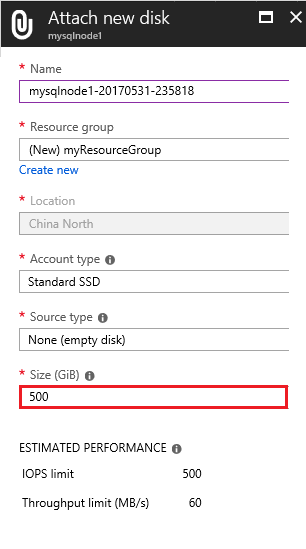 Attach new disk
mysqlnode1
* Name
mysqlnode1-20170531-235818
* Resource group
(New) myResourceGroup
Create new
* Location
China North
* Account type
Standard SSD
* Source type
None (empty disk)
* Size (GiB)
500
ESTIMATED PERFORMANCE
IOPS limit 500
Throughput limit (MB/s) 60